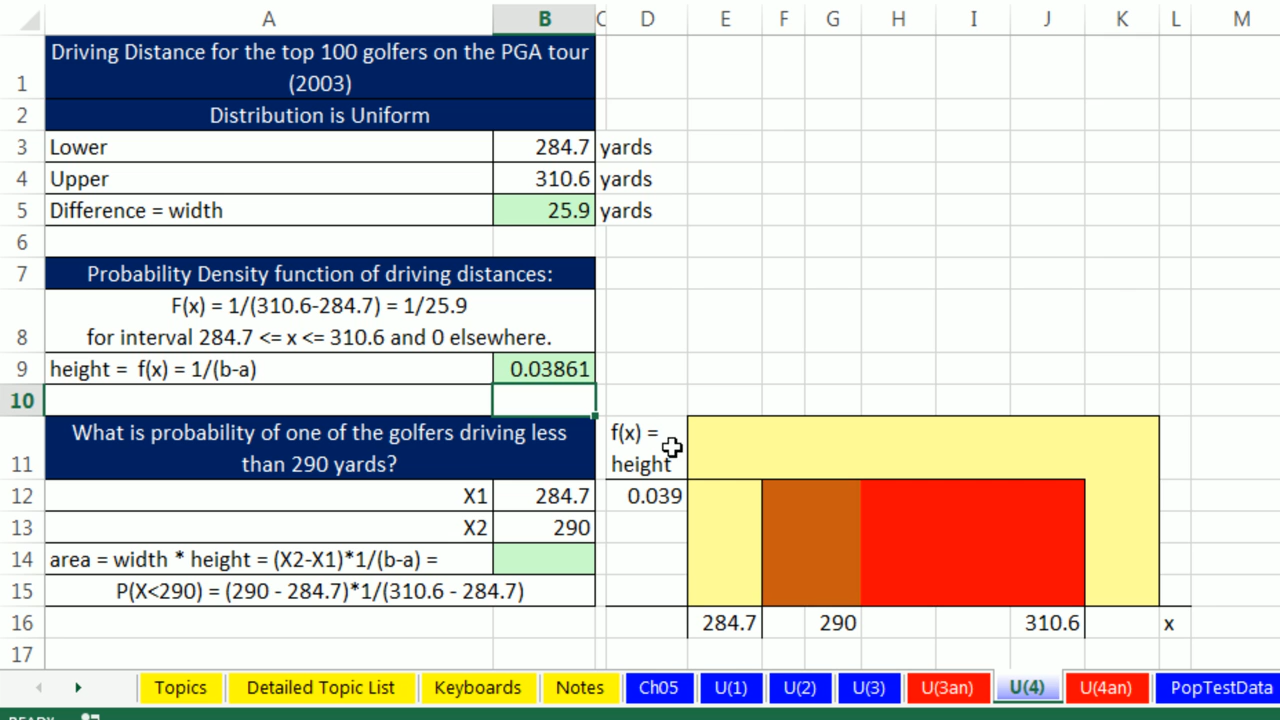 A B C D E F G H I J K L M
1 Driving Distance for the top 100 golfers on the PGA tour
(2003)
2 Distribution is Uniform
3 Lower 284.7 yards
4 Upper 310.6 yards
5 Difference = width 25.9 yards
6
7 Probability Density function of driving distances:
F(x) = 1/(310.6-284.7) = 1/25.9
8 for interval 284.7 <= x <= 310.6 and 0 elsewhere.
9 height = f(x) = 1/(b-a) 0.03861
10
What is probability of one of the golfers driving less f(x) =
11 than 290 yards? height
12 X1 284.7 0.039
13 X2 290
14 area = width * height = (X2-X1)*1/(b-a) =
15 P(X<290) = (290 - 284.7)*1/(310.6 - 284.7)
16 284.7 290 310.6 x
17
Topics Detailed Topic List Keyboards Notes Ch05 U(1) U(2) U(3) U(3an) U(4) U(4an) PopTestData
READY